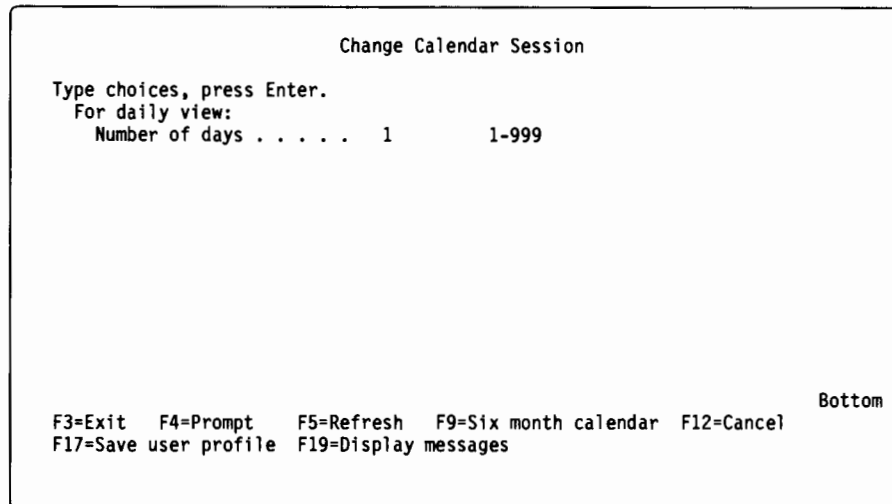 Change Calendar Session
Type choices, press Enter.
For daily view:
Number of days . . . . . 1 1-999
Bottom
F3=Exit F4=Prompt F5=Refresh F9=Six month calendar F12=Cancel
F17=Save user profile F19=Display messages